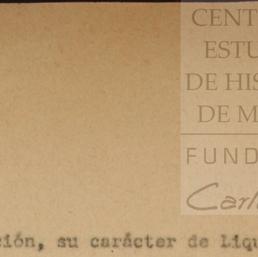 CENT
ESTU
DE HIS
DE M
FUND
Carl
ción, su carácter de Liqu